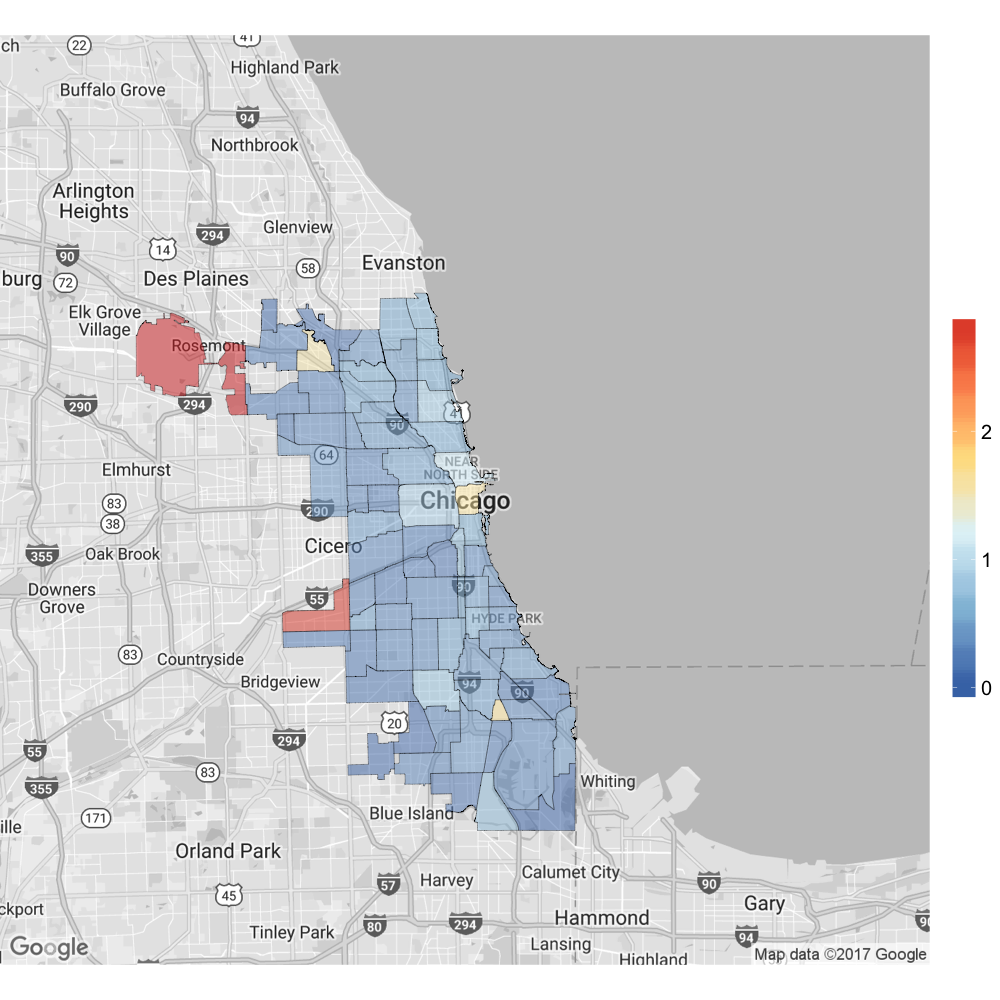 ch
22
41
Highland Park
Buffalo Grove
94
Northbrook
Arlington
Heights
Glenview
294
14
90
Evanston
58
burg
72
Des Plaines
Elk Grove
Village
Rosemont
290
294
41
90
64
NEAR
NORTH SIDE
Elmhurst
83
Chicago
290
38
Cicero
355
Oak Brook
Downers
Grove
55
90
HYDE PARK
83
Countryside
Bridgeview
94
90
20
294
55
83
Whiting
355
171
Blue Island
ille
Orland Park
Calumet City
57
Harvey
90
45
Gary
ckport
Hammond
80
294
90
Tinley Park
94
Lansing
Google
Map data ©2017 Google
Highland
2
1
0